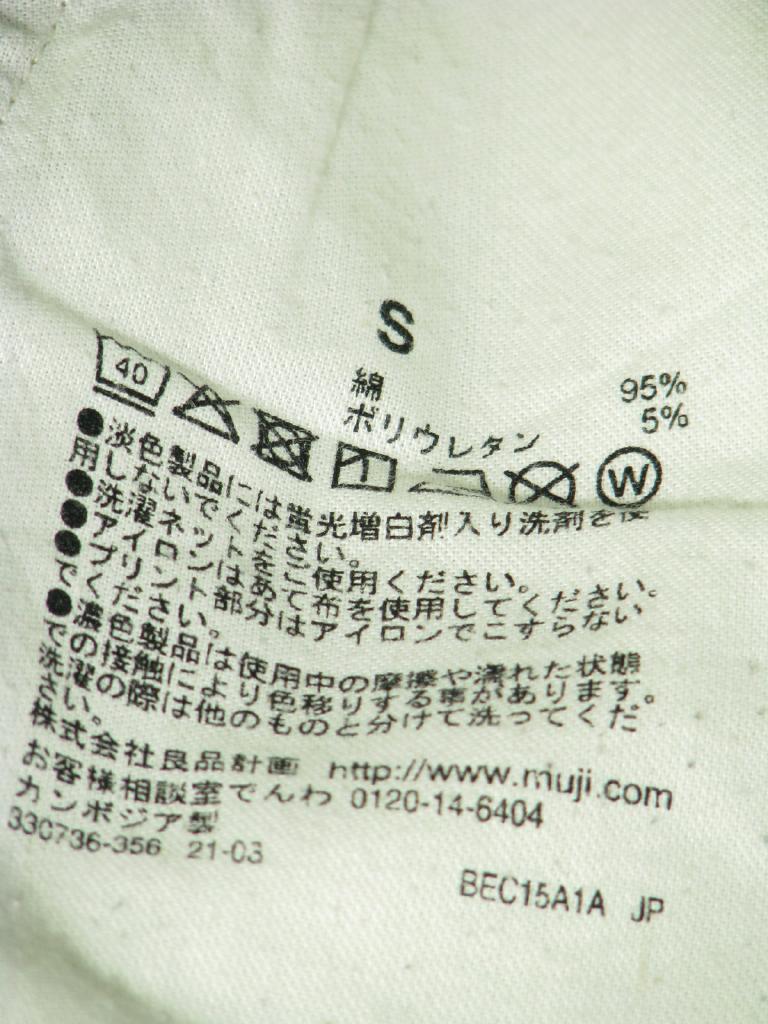 S
綿 95%
ポリウレタン 5%
40
W
●淡色製品には蛍光増白剤入り洗剤を使
用しないでください。
●洗濯ネットをご使用ください。
●アイロンはあて布を使用してください。
●プリント部分はアイロンでこすらない
でください。
●濃色製品は使用中の摩擦や濡れた状態
での接触により色移りする事があります。
洗濯の際は他のものと分けて洗ってくだ
さい。
株式会社良品計画 http://www.muji.com
お客様相談室でんわ 0120-14-6404
カンボジア製
330736-356 21-03
BEC15A1A JP